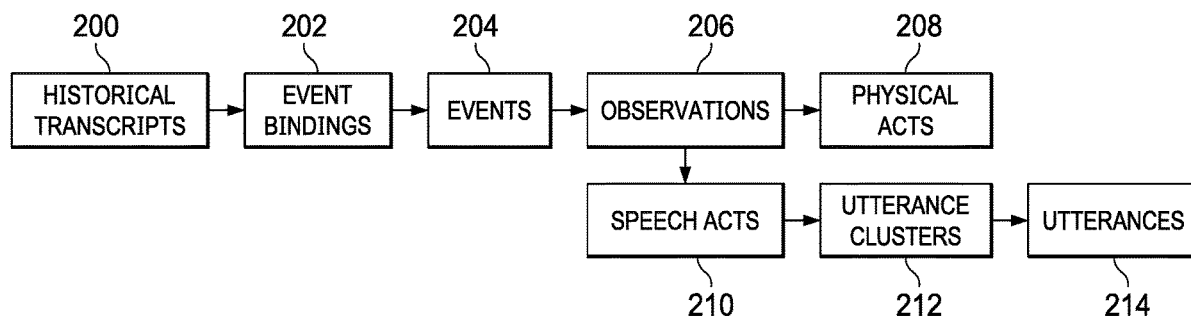 200
202
204
206
208
HISTORICAL
TRANSCRIPTS
EVENT
BINDINGS
EVENTS
OBSERVATIONS
PHYSICAL
ACTS
SPEECH ACTS
UTTERANCE
CLUSTERS
UTTERANCES
210
212
214